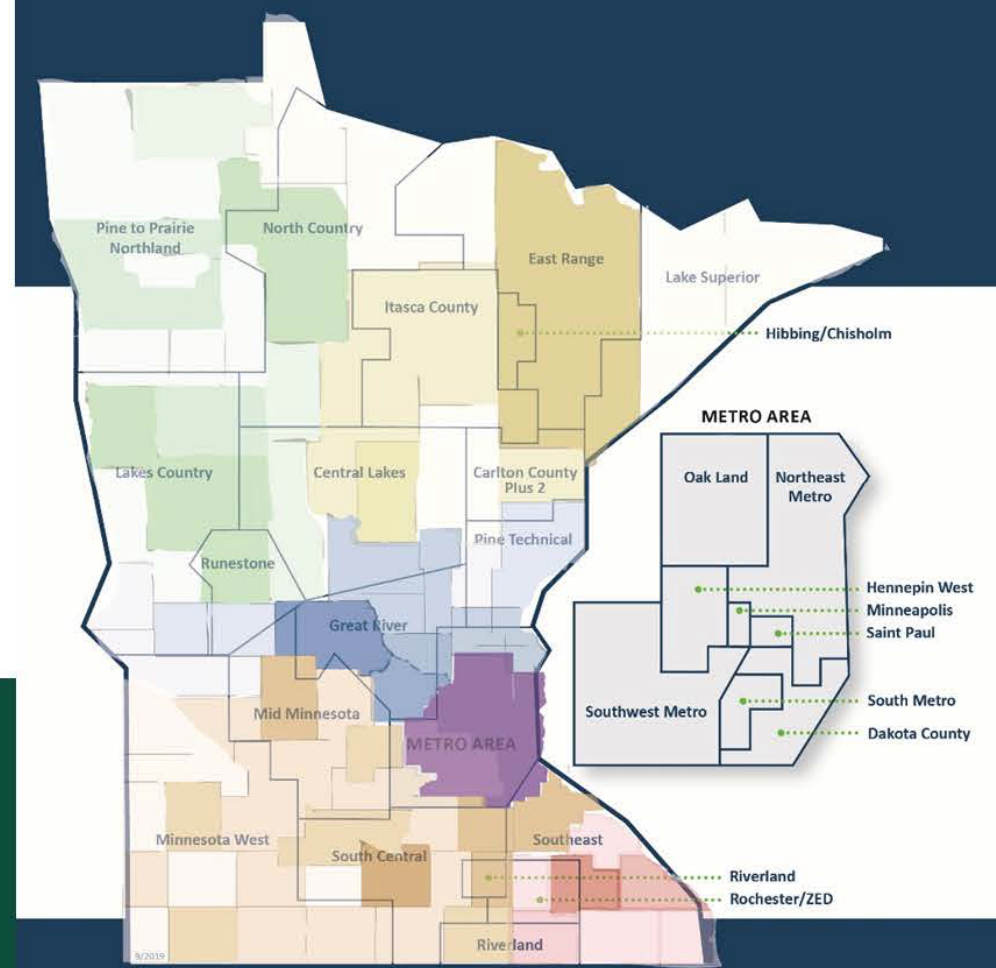 Pine to Prairie
Northland
North Country
East Range
Lake Superior
Itasca County
Hibbing/Chisholm
METRO AREA
Lakes Country
Central Lakes
Carlton County
Plus 2
Oak Land
Northeast
Metro
Pine Technical
Runestone
Hennepin West
Minneapolis
Great River
Saint Paul
Mid Minnesota
Southwest Metro
South Metro
Dakota County
METRO AREA
Minnesota West
South Central
Southeast
Riverland
Rochester/ZED
Riverland
9/2019